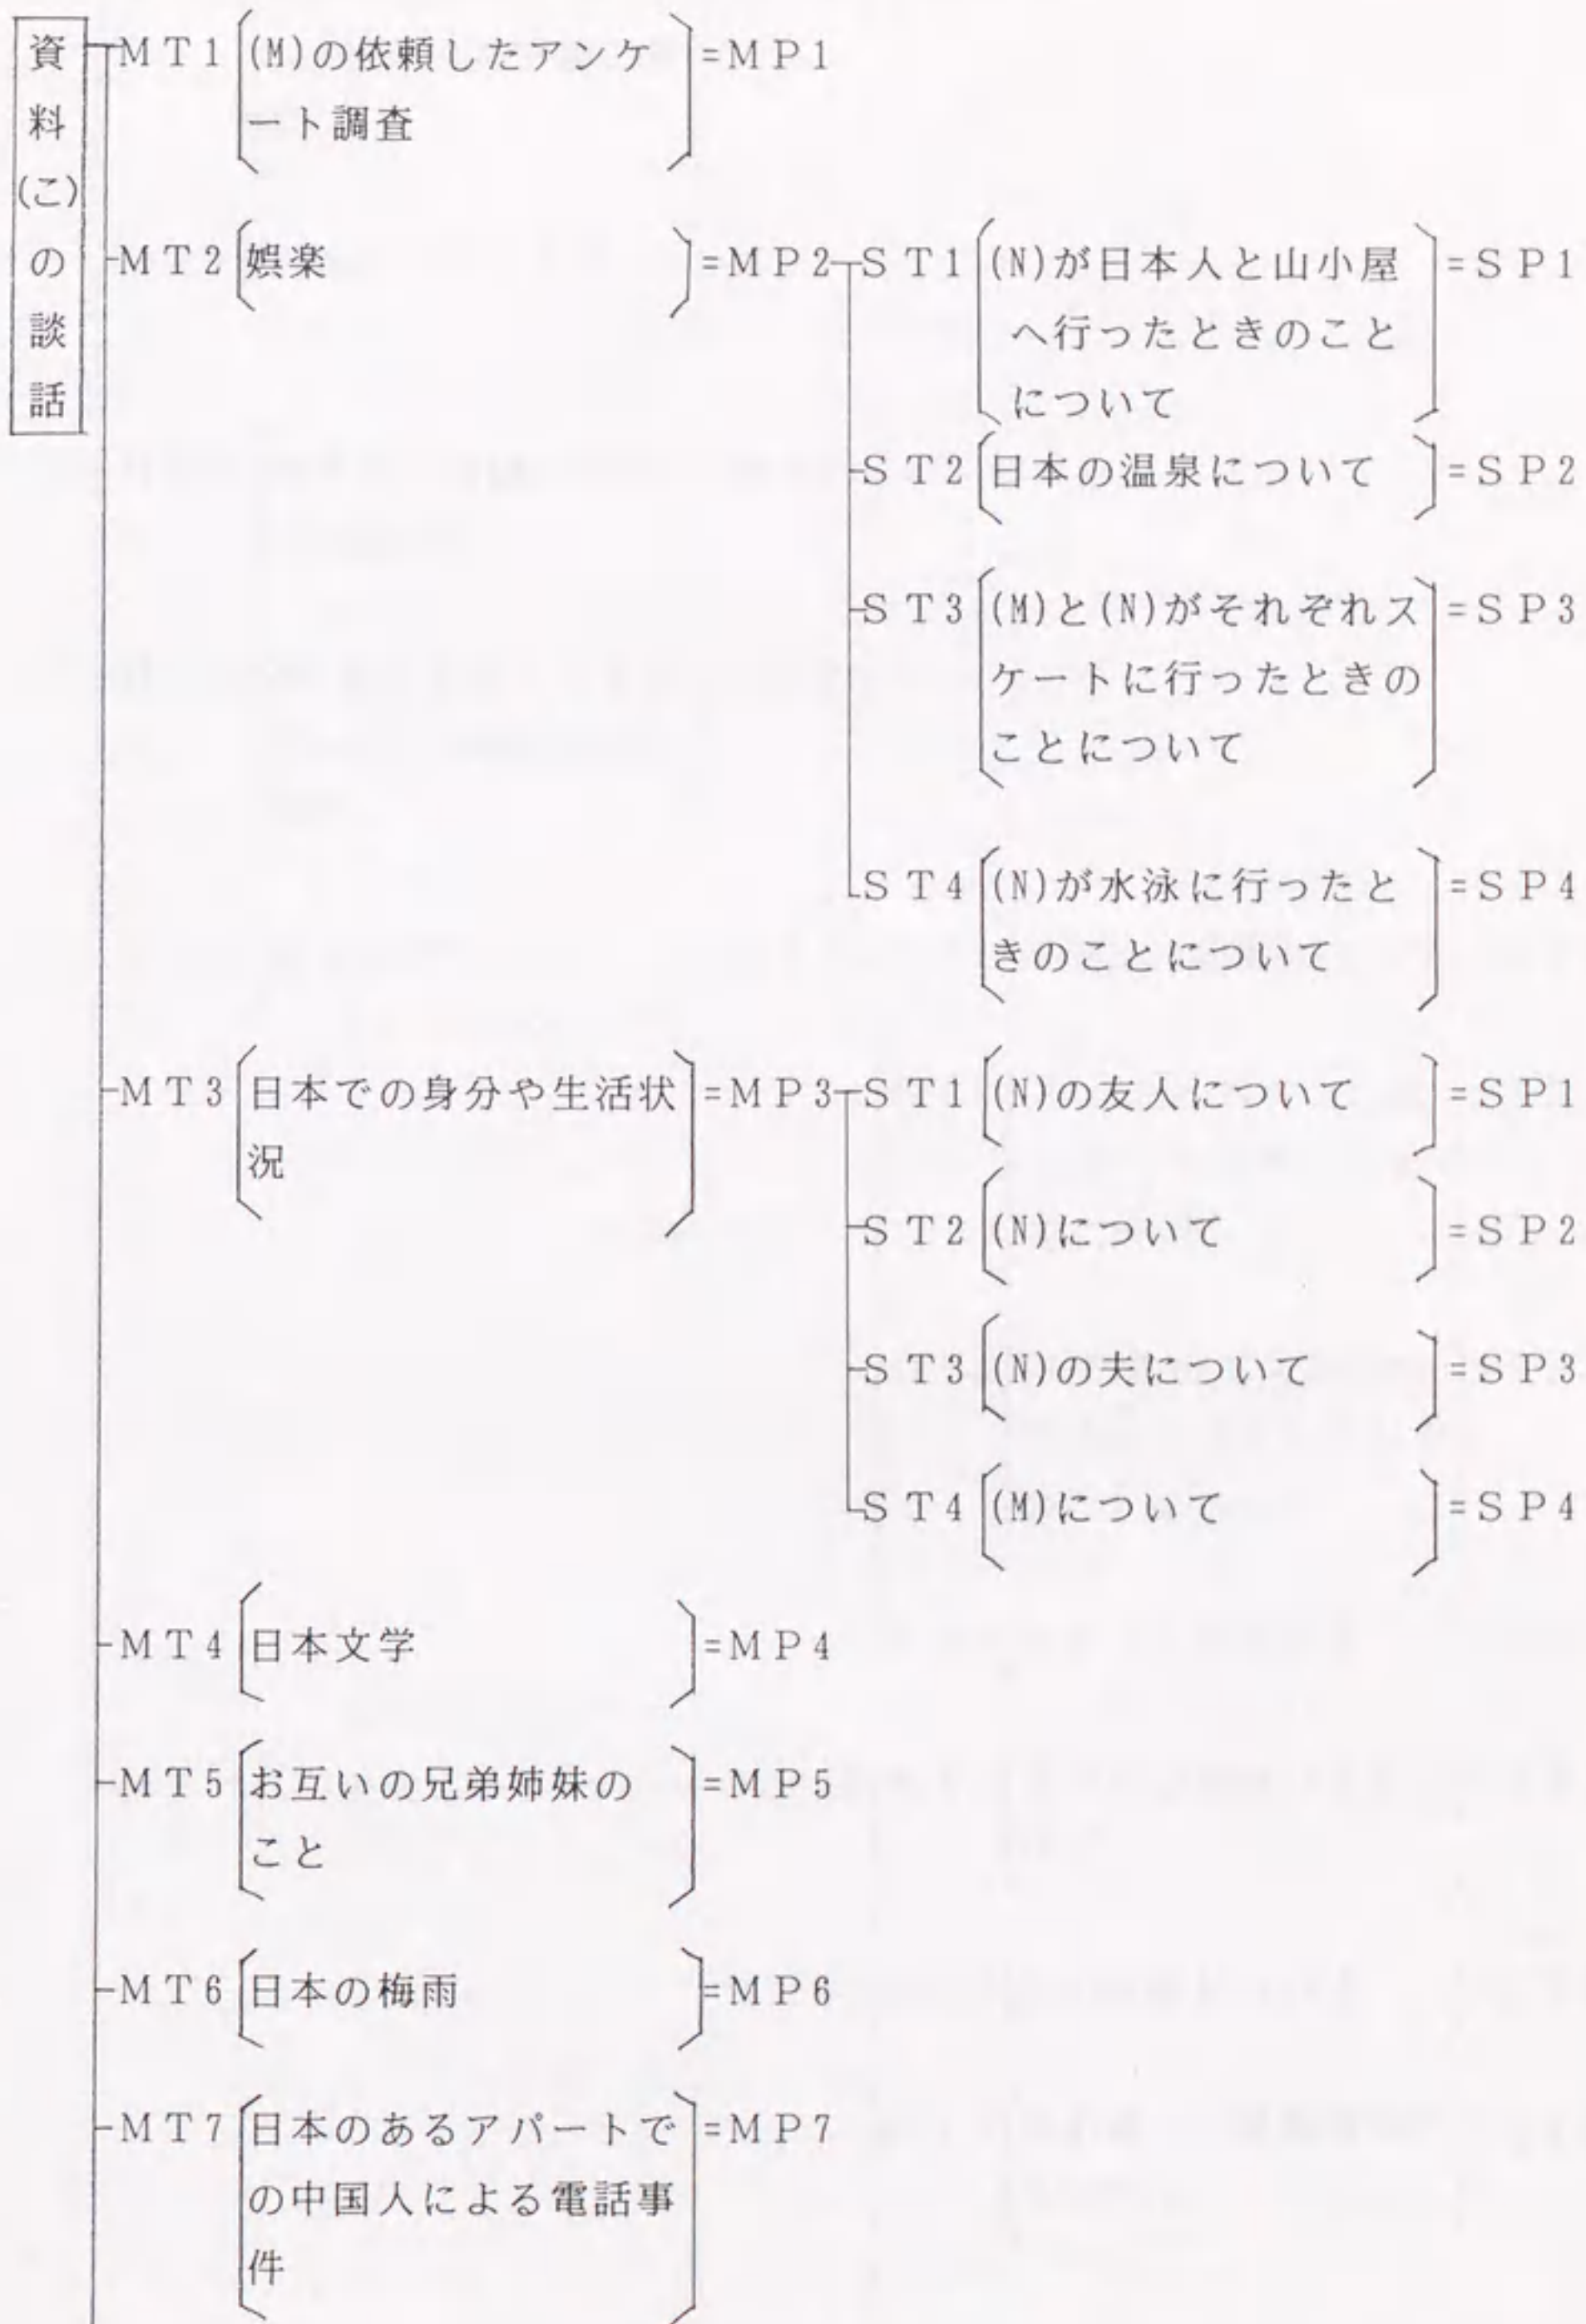 資料(こ)の談話
MT1 (M)の依頼したアンケ =MP1
ート調査
MT2 娯楽 =MP2 ST1 (N)が日本人と山小屋 =SP1
へ行ったときのこと
について
ST2 日本の温泉について =SP2
ST3 (M)と(N)がそれぞれス =SP3
ケートに行ったときの
ことについて
ST4 (N)が水泳に行ったと =SP4
きのことについて
MT3 日本での身分や生活状 =MP3 ST1 (N)の友人について =SP1
況
ST2 (N)について =SP2
ST3 (N)の夫について =SP3
ST4 (M)について =SP4
MT4 日本文学 =MP4
MT5 お互いの兄弟姉妹の =MP5
こと
MT6 日本の梅雨 =MP6
MT7 日本のあるアパートで =MP7
の中国人による電話事
件